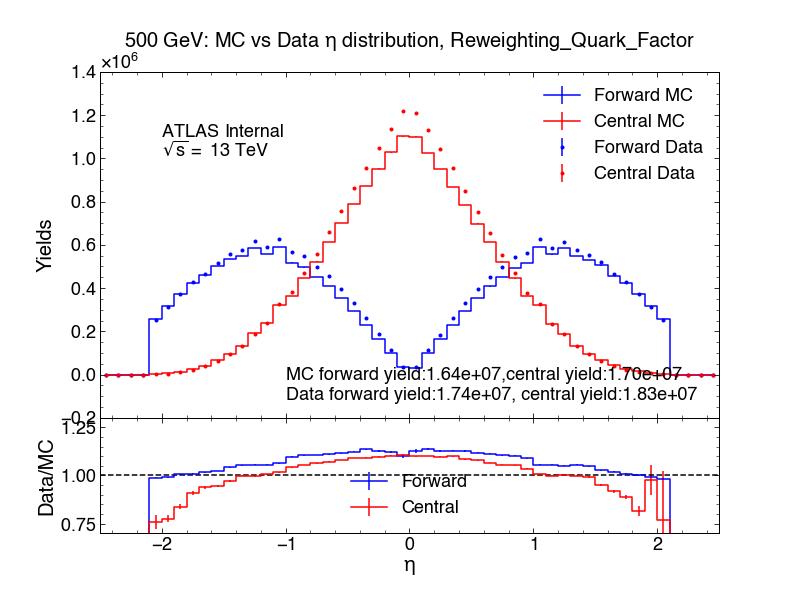 500 GeV: MC vs Data η distribution, Reweighting_Quark_Factor
×10⁶
1.4
1.2
1.0
0.8
0.6
0.4
0.2
0.0
−0.2
Yields
ATLAS Internal
√s = 13 TeV
Forward MC
Central MC
Forward Data
Central Data
MC forward yield:1.64e+07,central yield:1.70e+07
Data forward yield:1.74e+07, central yield:1.83e+07
1.25
1.00
0.75
Data/MC
Forward
Central
−2 −1 0 1 2
η